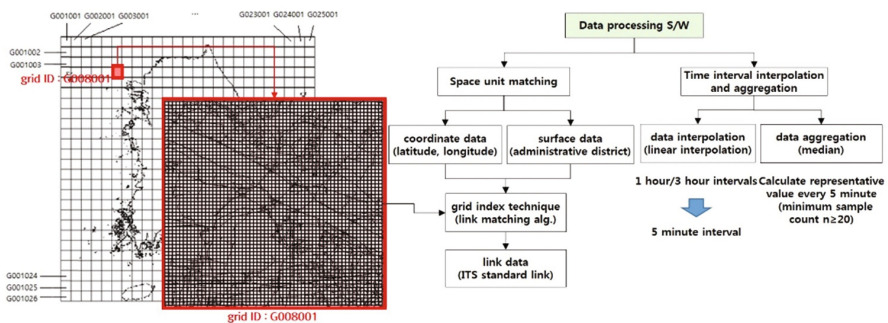 G001001 G002001 G003001 ... G023001 G024001 G025001
G001002
G001003
grid ID : G008001
G001024
G001025
G001026
grid ID : G008001
Data processing S/W
Space unit matching
Time interval interpolation
and aggregation
coordinate data
(latitude, longitude)
surface data
(administrative district)
data interpolation
(linear interpolation)
data aggregation
(median)
grid index technique
(link matching alg.)
link data
(ITS standard link)
1 hour/3 hour intervals
5 minute interval
Calculate representative
value every 5 minute
(minimum sample
count n≥20)